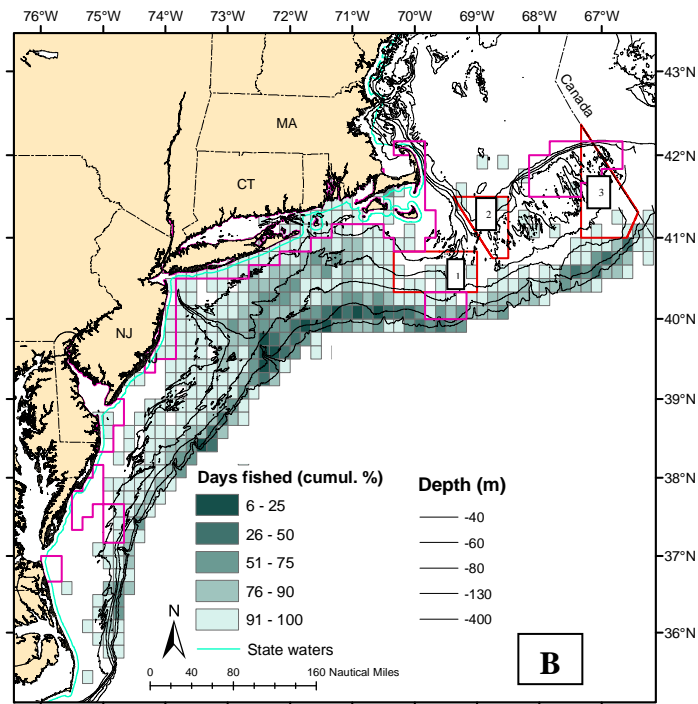 76°W 75°W 74°W 73°W 72°W 71°W 70°W 69°W 68°W 67°W
43°N
Canada
MA
42°N
CT
3
2
41°N
1
40°N
NJ
39°N
38°N
Days fished (cumul. %)
6 - 25
26 - 50
51 - 75
76 - 90
91 - 100
State waters
Depth (m)
-40
-60
-80
-130
-400
37°N
36°N
N
0 40 80 160 Nautical Miles
B